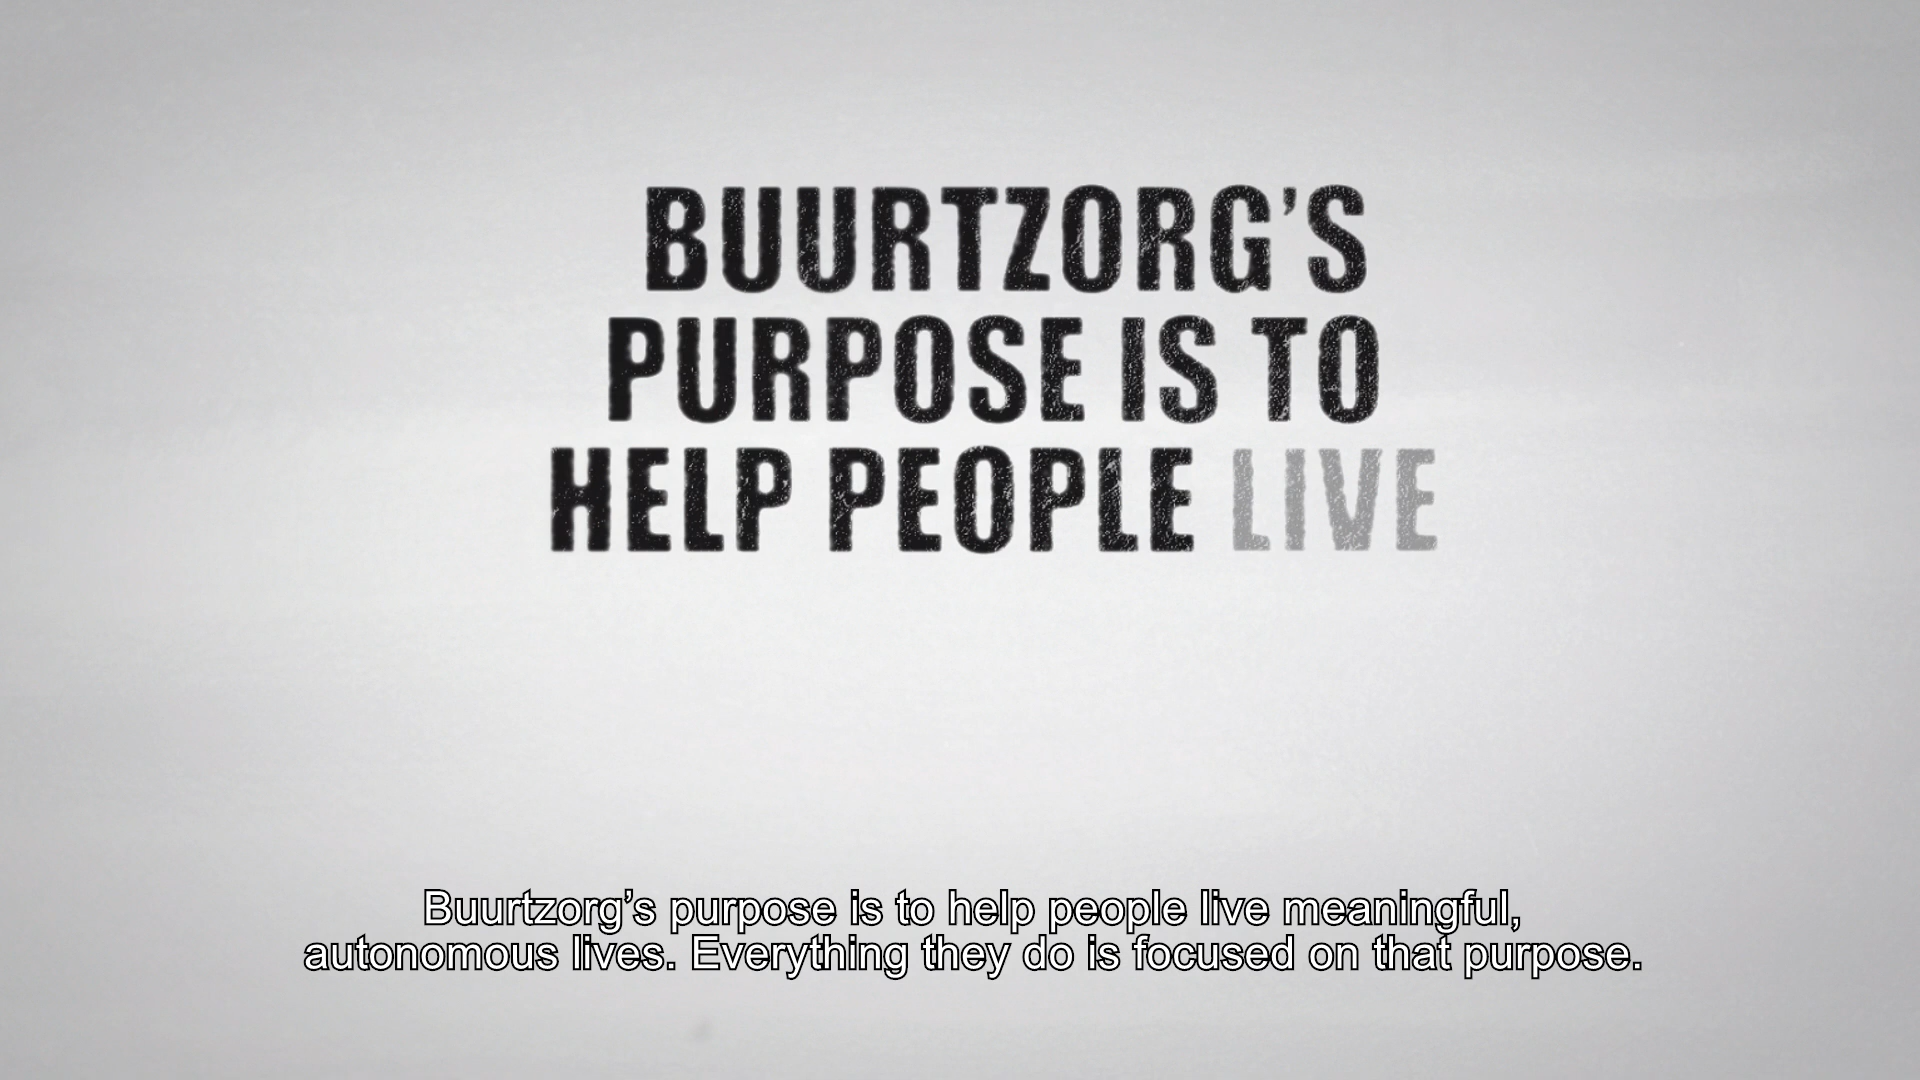 BUURTZORG’S
PURPOSE IS TO
HELP PEOPLE LIVE
Buurtzorg’s purpose is to help people live meaningful,
autonomous lives. Everything they do is focused on that purpose.